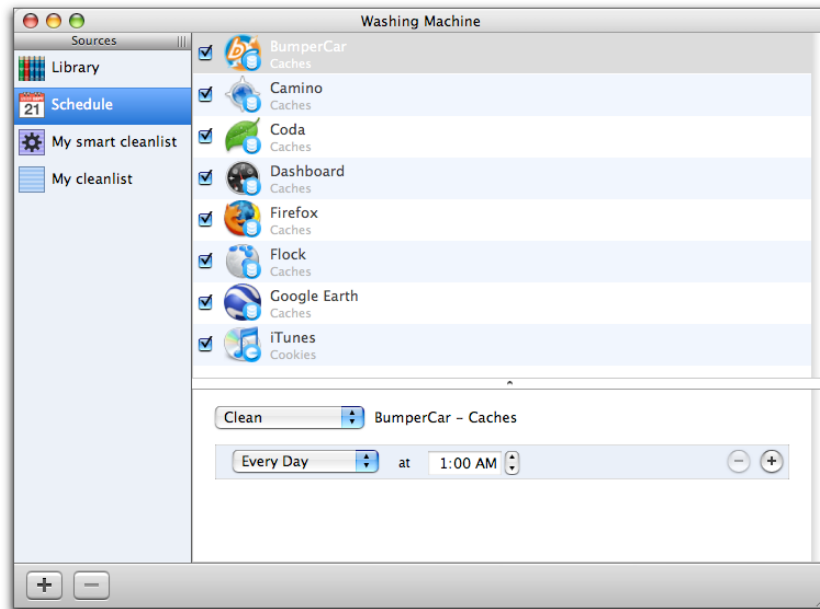 Washing Machine
Sources
Library
21 Schedule
My smart cleanlist
My cleanlist
BumperCar
Caches
Camino
Caches
Coda
Caches
Dashboard
Caches
Firefox
Caches
Flock
Caches
Google Earth
Caches
iTunes
Cookies
Clean BumperCar – Caches
Every Day at 1:00 AM